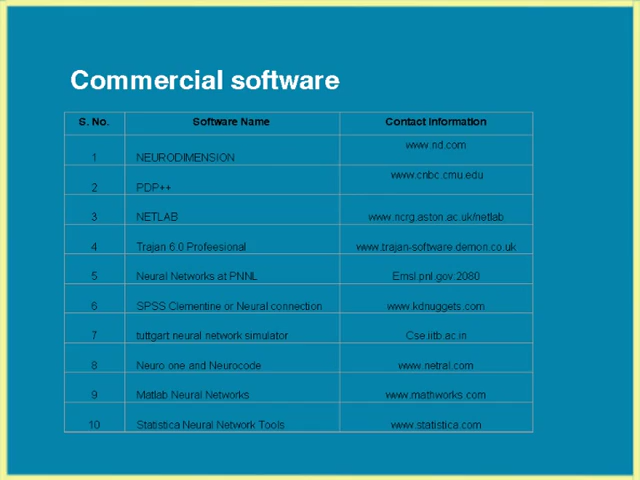 Commercial software
S. No. Software Name Contact Information
1 NEURODIMENSION www.nd.com
2 PDP++ www.cnbc.cmu.edu
3 NETLAB www.ncrg.aston.ac.uk/netlab
4 Trajan 6.0 Profeesional www.trajan-software.demon.co.uk
5 Neural Networks at PNNL Emsl.pnl.gov:2080
6 SPSS Clementine or Neural connection www.kdnuggets.com
7 tuttgart neural network simulator Cse.iitb.ac.in
8 Neuro one and Neurocode www.netral.com
9 Matlab Neural Networks www.mathworks.com
10 Statistica Neural Network Tools www.statistica.com